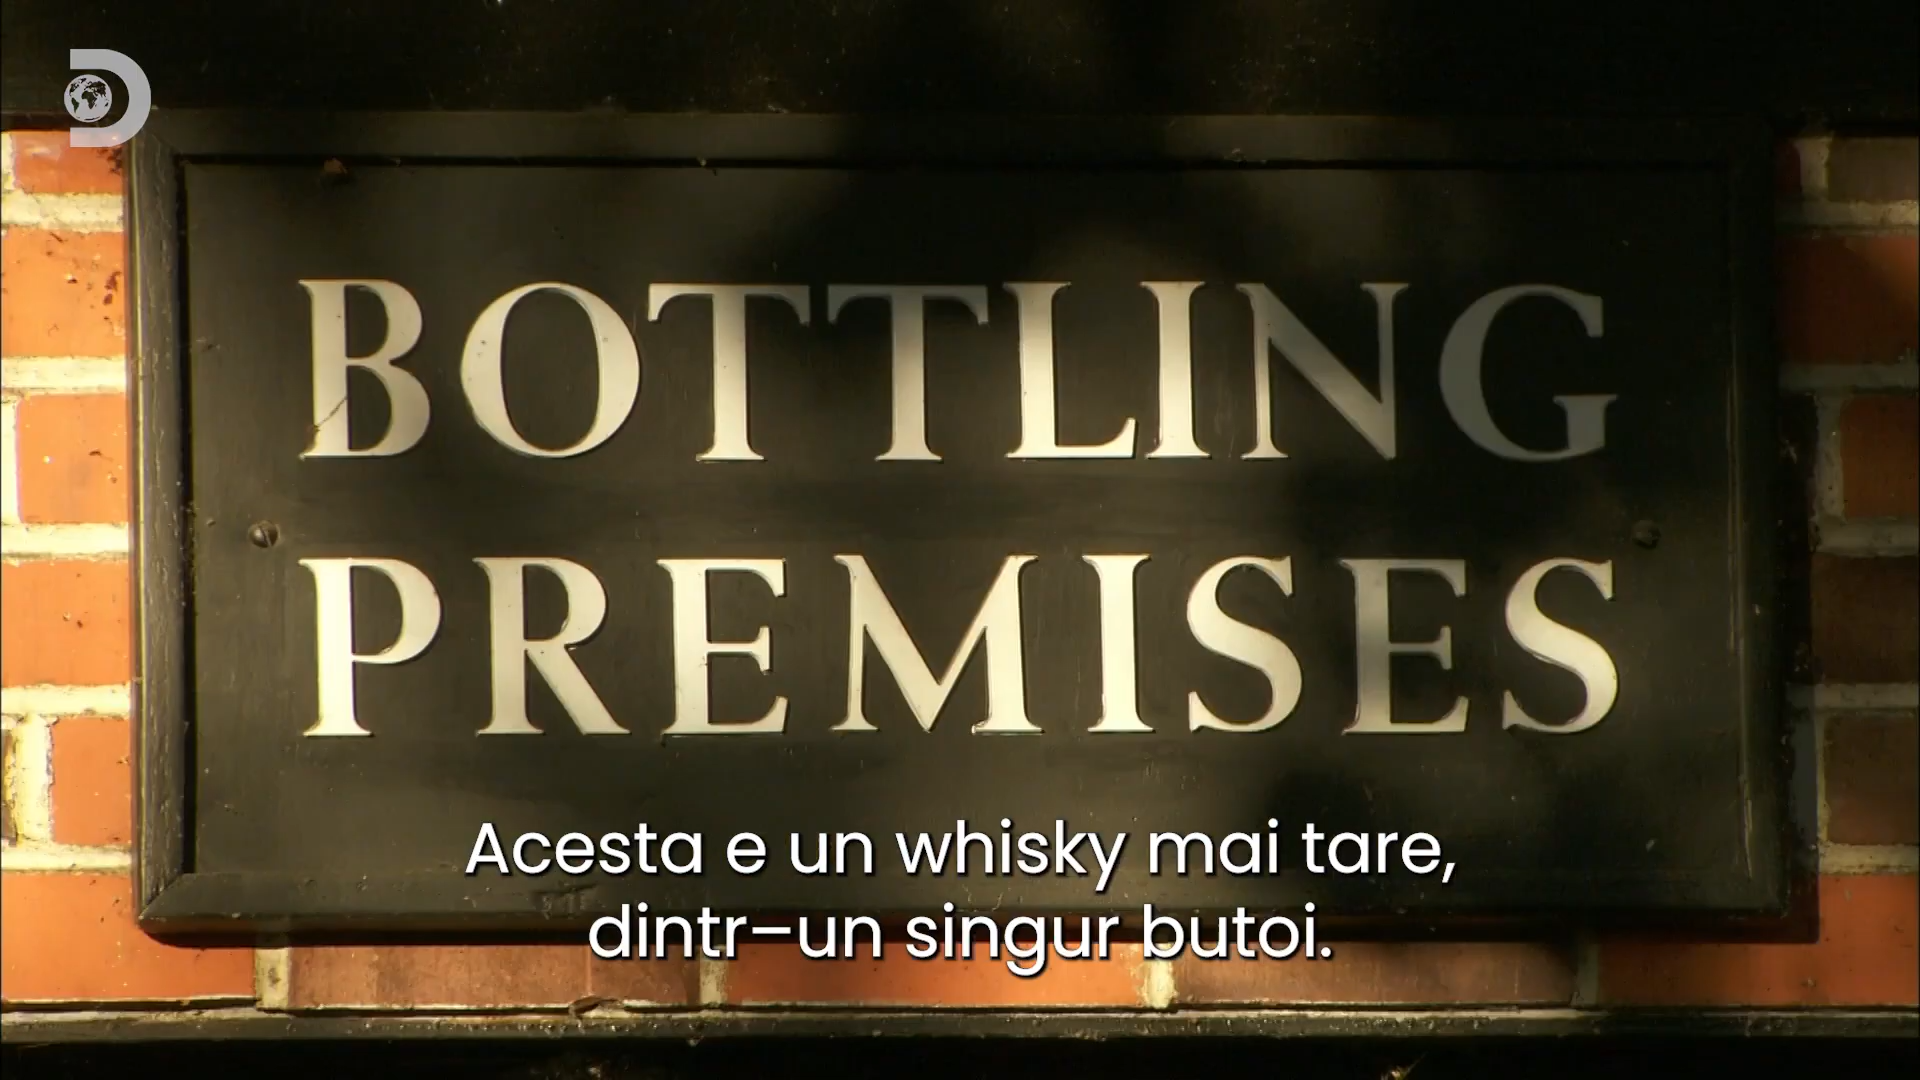 BOTTLING
PREMISES
Acesta e un whisky mai tare,
dintr–un singur butoi.